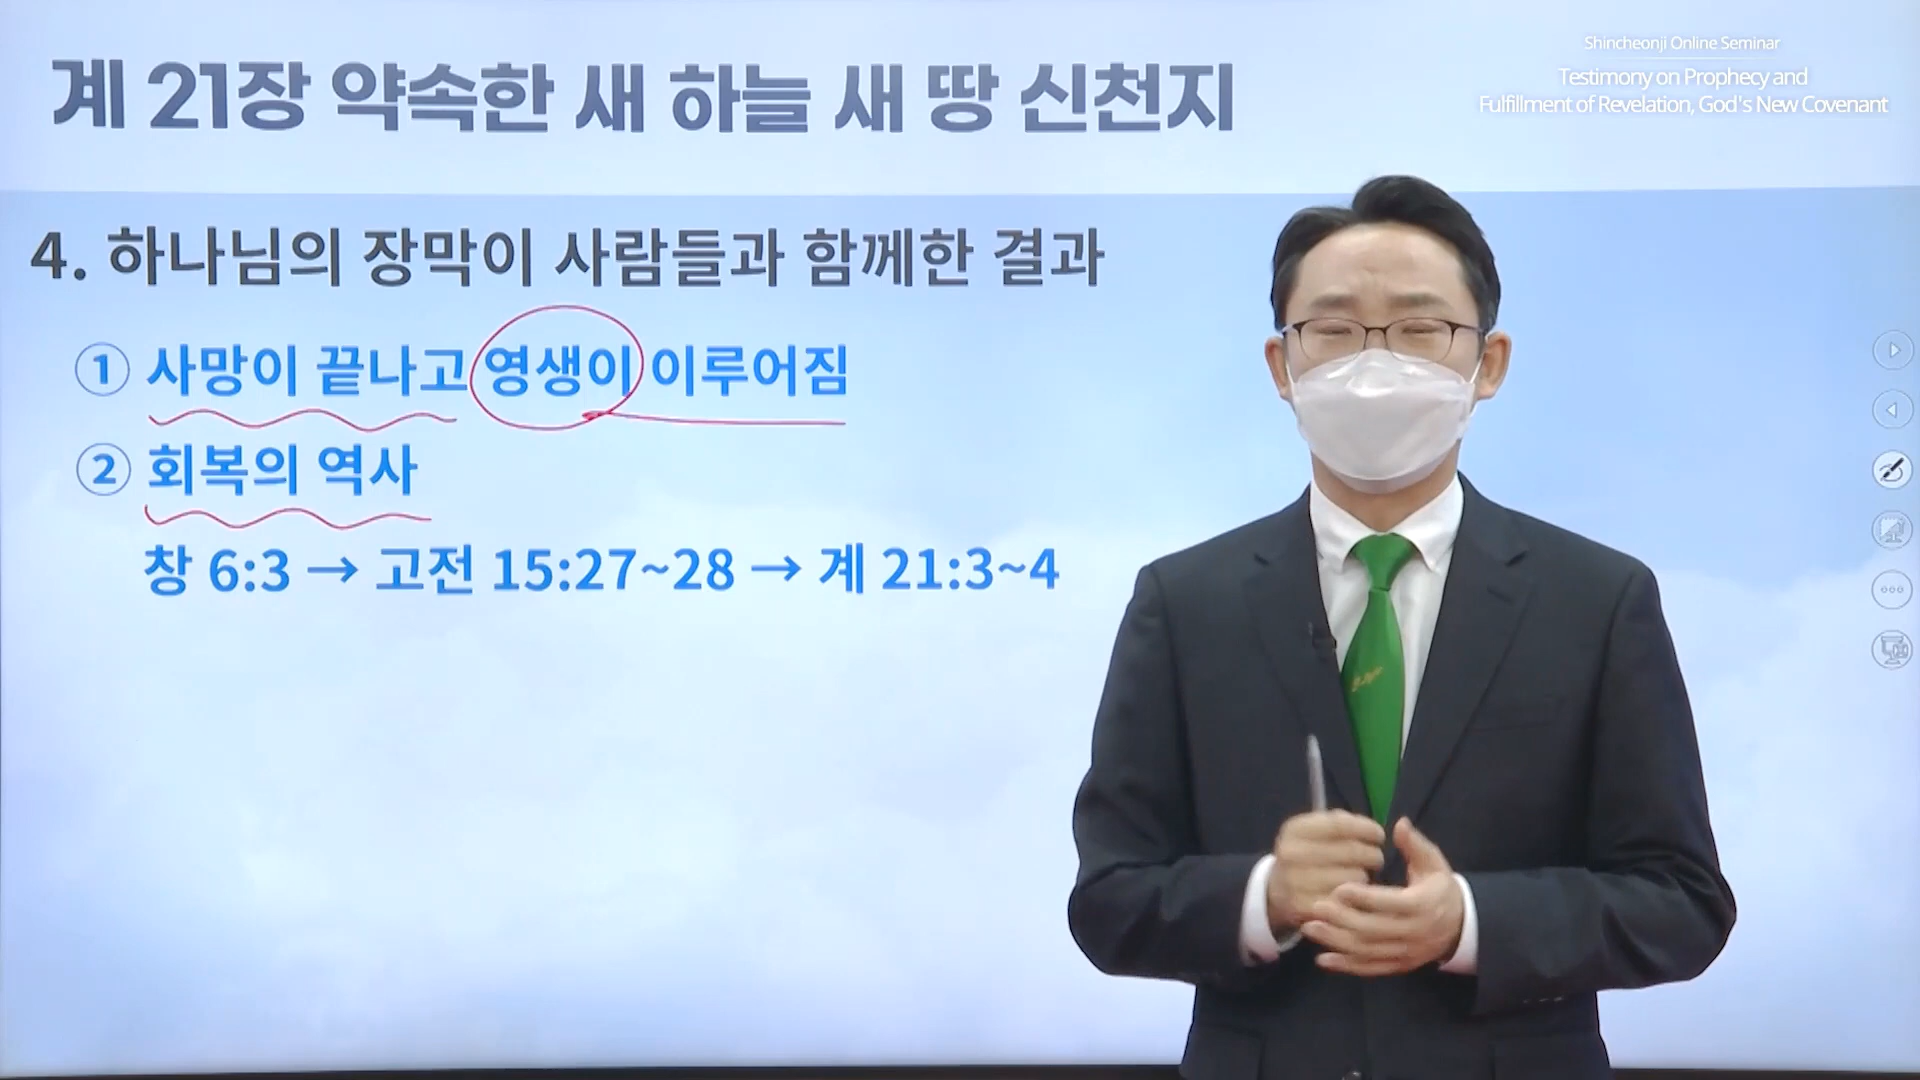 계 21장 약속한 새 하늘 새 땅 신천지
Shincheonji Online Seminar
Testimony on Prophecy and
Fulfillment of Revelation, God's New Covenant
4. 하나님의 장막이 사람들과 함께한 결과
① 사망이 끝나고 영생이 이루어짐
② 회복의 역사
창 6:3 → 고전 15:27~28 → 계 21:3~4